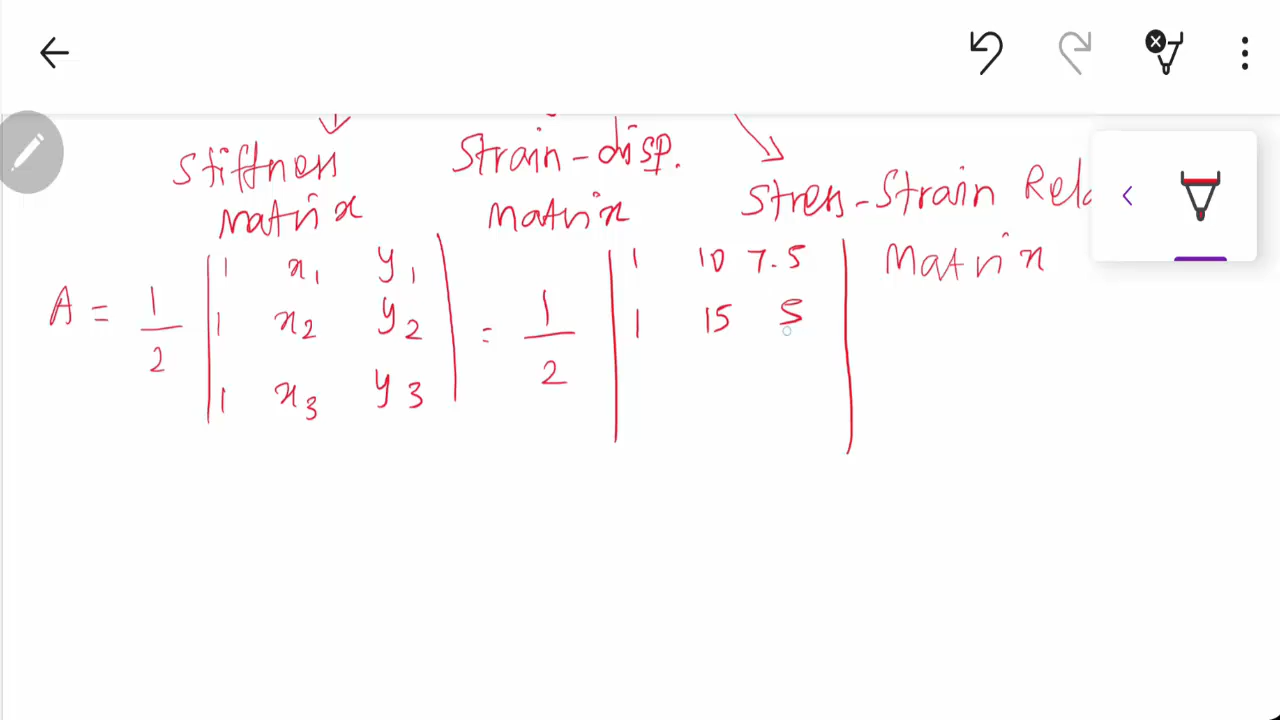 Stiffness Strain-disp. Stress-Strain Rela
matrix matrix Matrix
A = 1/2 | 1 x1 y1 | = 1/2 | 1 10 7.5 |
| 1 x2 y2 | | 1 15 5 |
| 1 x3 y3 |